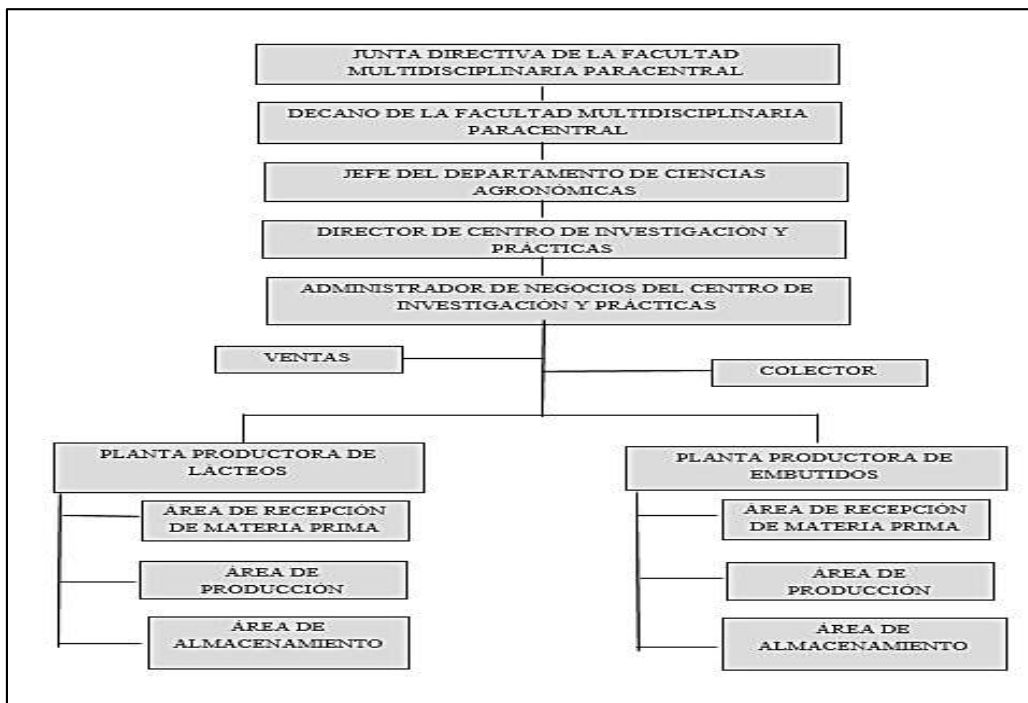 JUNTA DIRECTIVA DE LA FACULTAD
MULTIDISCIPLINARIA PARACENTRAL
DECANO DE LA FACULTAD MULTIDISCIPLINARIA
PARACENTRAL
JEFE DEL DEPARTAMENTO DE CIENCIAS
AGRONÓMICAS
DIRECTOR DE CENTRO DE INVESTIGACIÓN Y
PRÁCTICAS
ADMINISTRADOR DE NEGOCIOS DEL CENTRO DE
INVESTIGACIÓN Y PRÁCTICAS
VENTAS
COLECTOR
PLANTA PRODUCTORA DE
LÁCTEOS
ÁREA DE RECEPCIÓN
DE MATERIA PRIMA
ÁREA DE
PRODUCCIÓN
ÁREA DE
ALMACENAMIENTO
PLANTA PRODUCTORA DE
EMBUTIDOS
ÁREA DE RECEPCIÓN
DE MATERIA PRIMA
ÁREA DE
PRODUCCIÓN
ÁREA DE
ALMACENAMIENTO